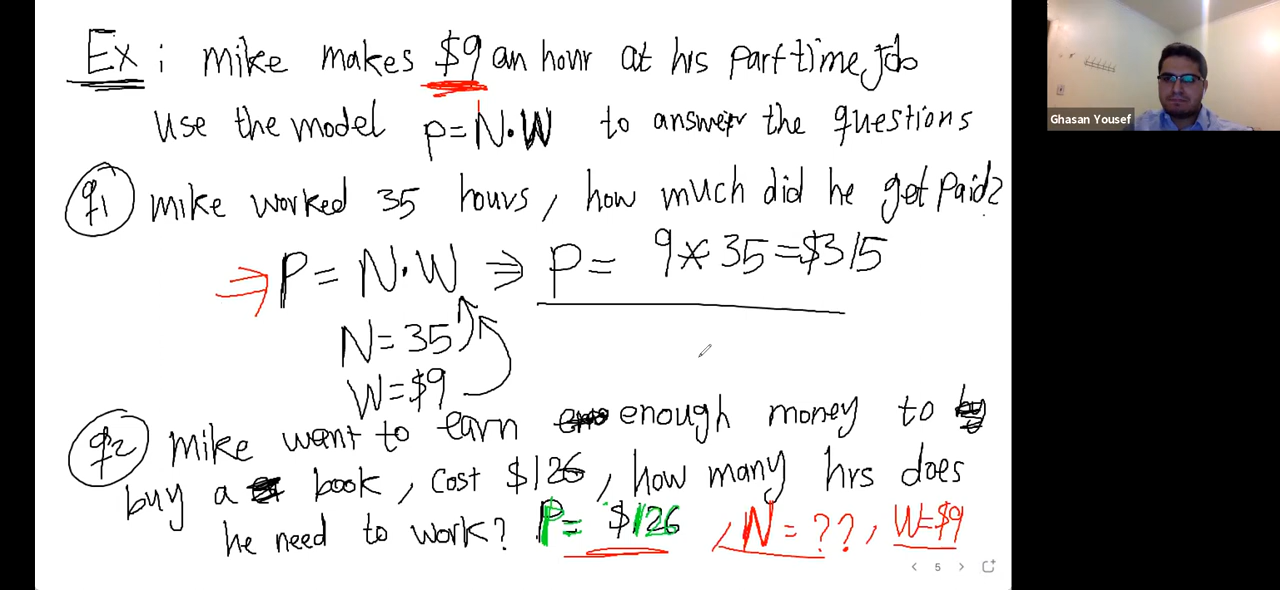 Ex: mike makes $9 an hour at his part time, Job
Use the model p=N·W to answer the questions
q1 mike worked 35 hours, how much did he get paid?
⇒ P = N·W ⇒ P = 9 * 35 = $315
N = 35
W = $9
q2 mike want to earn enough money to
buy a book, cost $126, how many hrs does
he need to work? P = $126, N = ??, W=$9
Ghasan Yousef
5